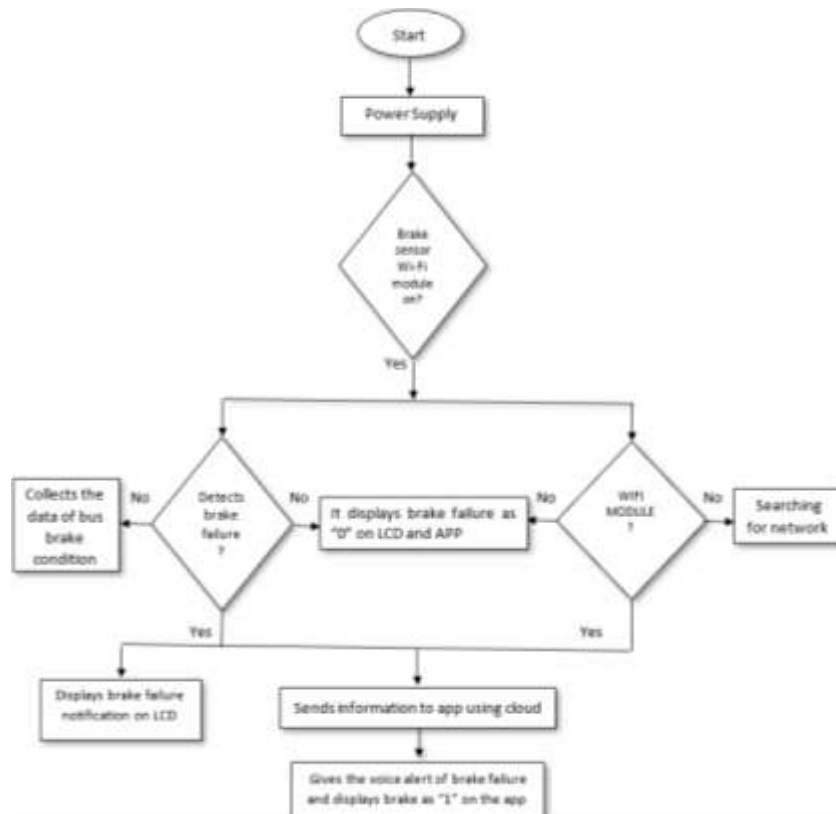 Start
Power Supply
Brake
sensor
Wi-Fi
module
on?
Yes
Collects the
data of bus
brake
condition
No
Detects
brake
failure
?
No
It displays brake failure as
"0" on LCD and APP
No
WIFI
MODULE
?
No
Searching
for network
Yes
Yes
Displays brake failure
notification on LCD
Sends information to app using cloud
Gives the voice alert of brake failure
and displays brake as "1" on the app